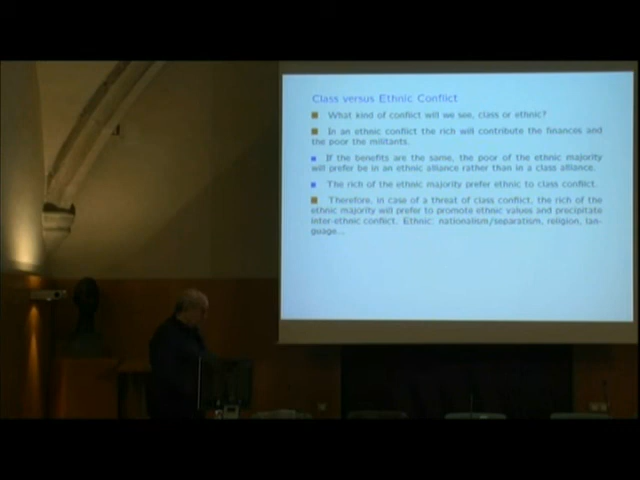 Class versus Ethnic Conflict
What kind of conflict will we see, class or ethnic?
In an ethnic conflict the rich will contribute the finances and
the poor the militants.
If the benefits are the same, the poor of the ethnic majority
will prefer be in an ethnic alliance rather than in a class alliance.
The rich of the ethnic majority prefer ethnic to class conflict.
Therefore, in case of a threat of class conflict, the rich of the
ethnic majority will prefer to promote ethnic values and precipitate
inter-ethnic conflict. Ethnic: nationalism/separatism, religion, lan-
guage...